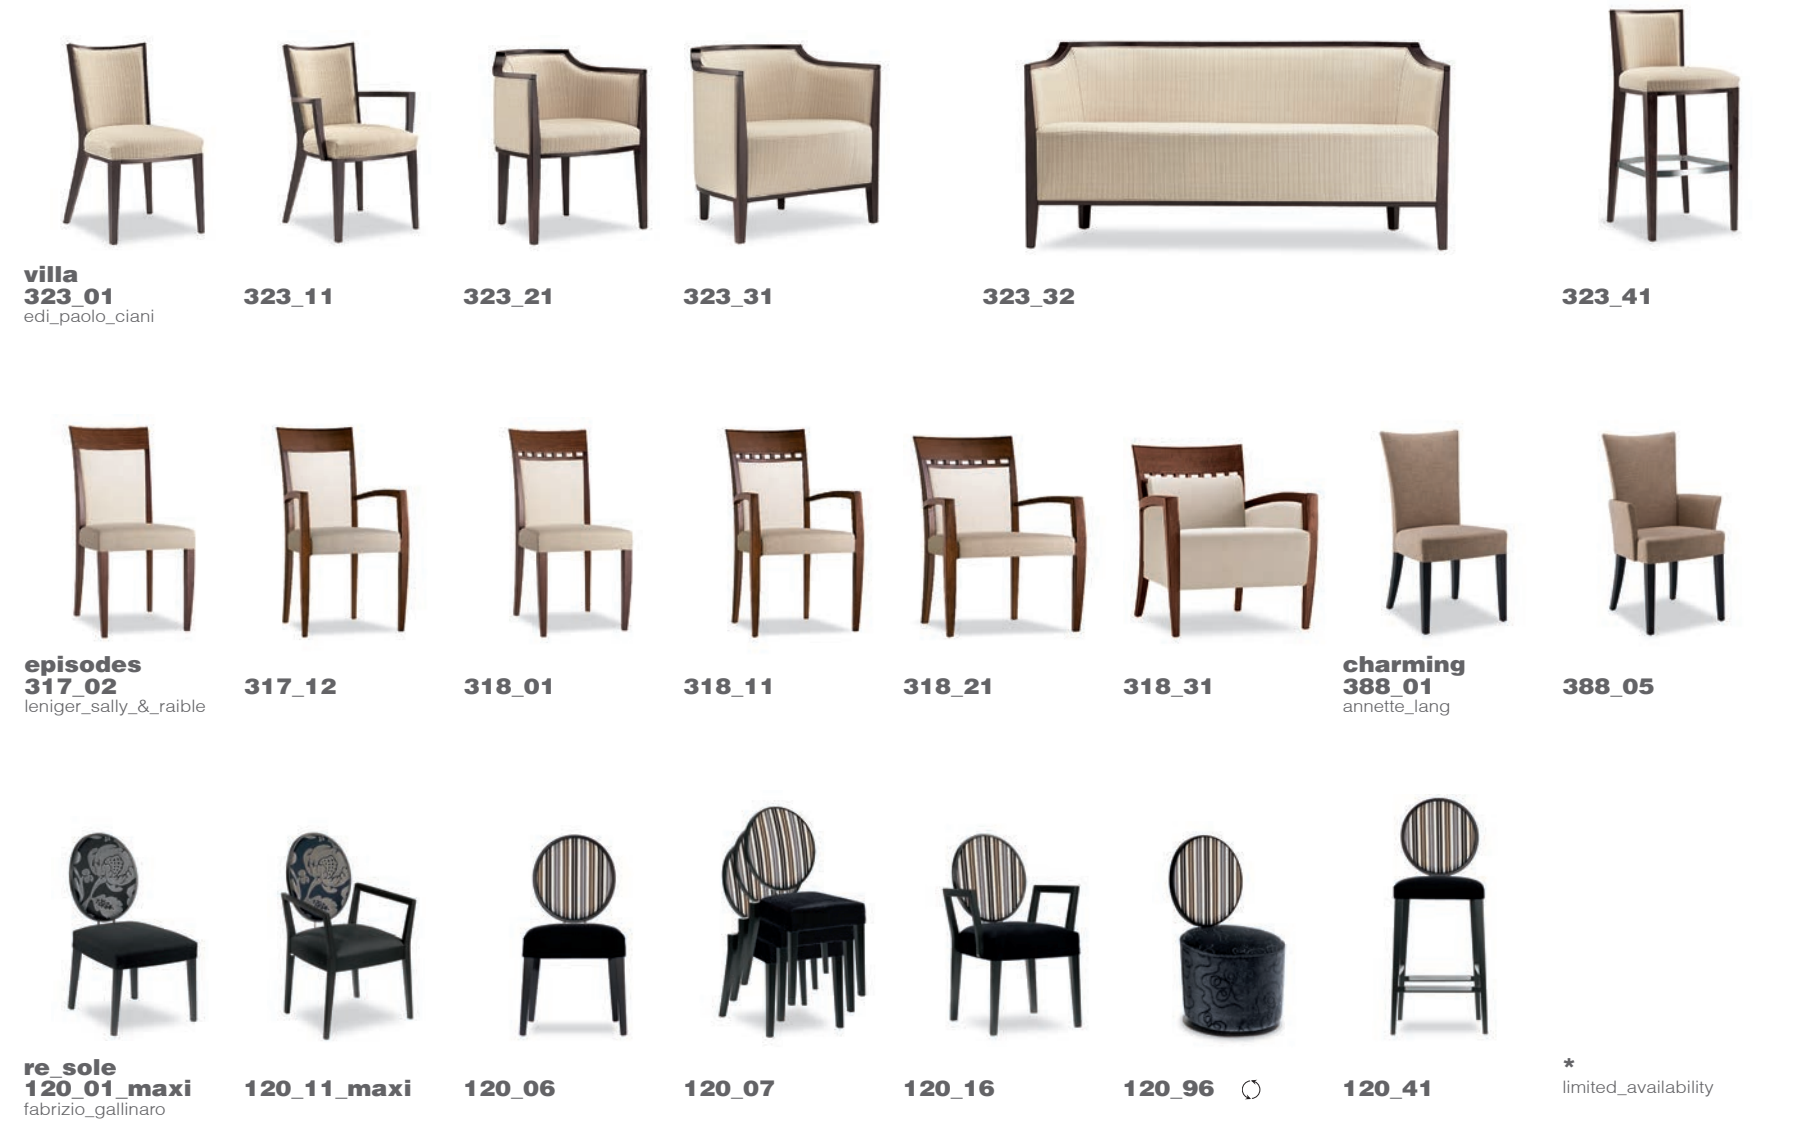 villa
323_01
edi_paolo_ciani
323_11
323_21
323_31
323_32
323_41
episodes
317_02
leniger_sally_&_raible
317_12
318_01
318_11
318_21
318_31
charming
388_01
annette_lang
388_05
re_sole
120_01_maxi
fabrizio_gallinaro
120_11_maxi
120_06
120_07
120_16
120_96
120_41
*
limited_availability